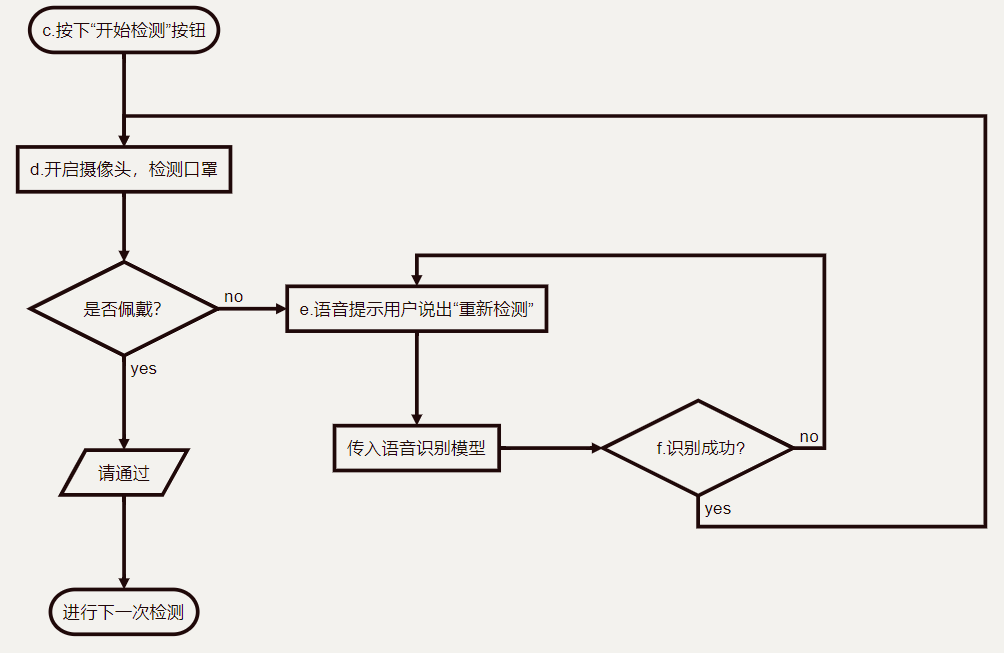 c.按下“开始检测”按钮
d.开启摄像头，检测口罩
是否佩戴?
no
e.语音提示用户说出“重新检测”
yes
传入语音识别模型
f.识别成功?
no
yes
请通过
进行下一次检测